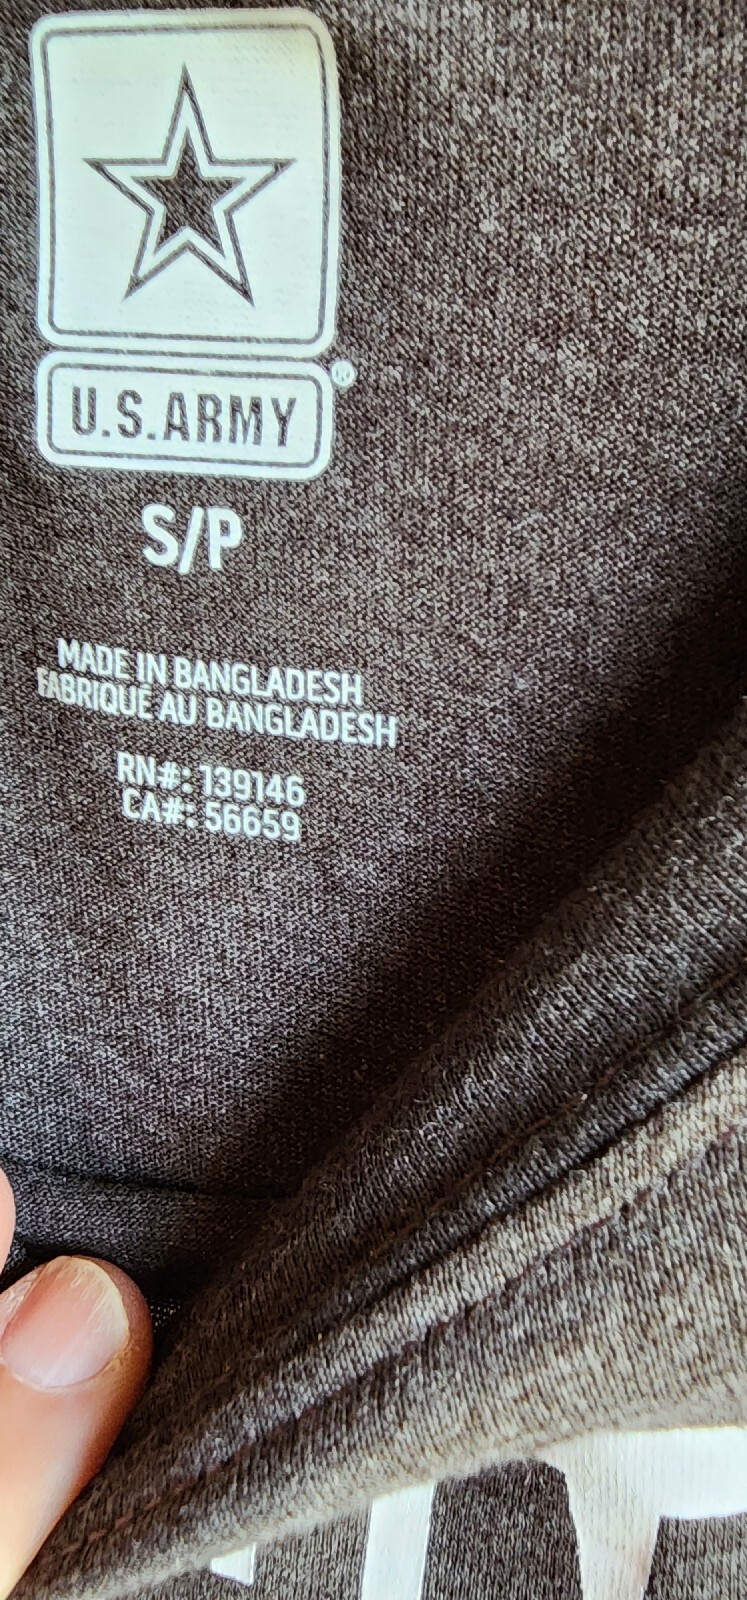 U.S.ARMY
®
S/P
MADE IN BANGLADESH
FABRIQUÉ AU BANGLADESH
RN#: 139146
CA#: 56659